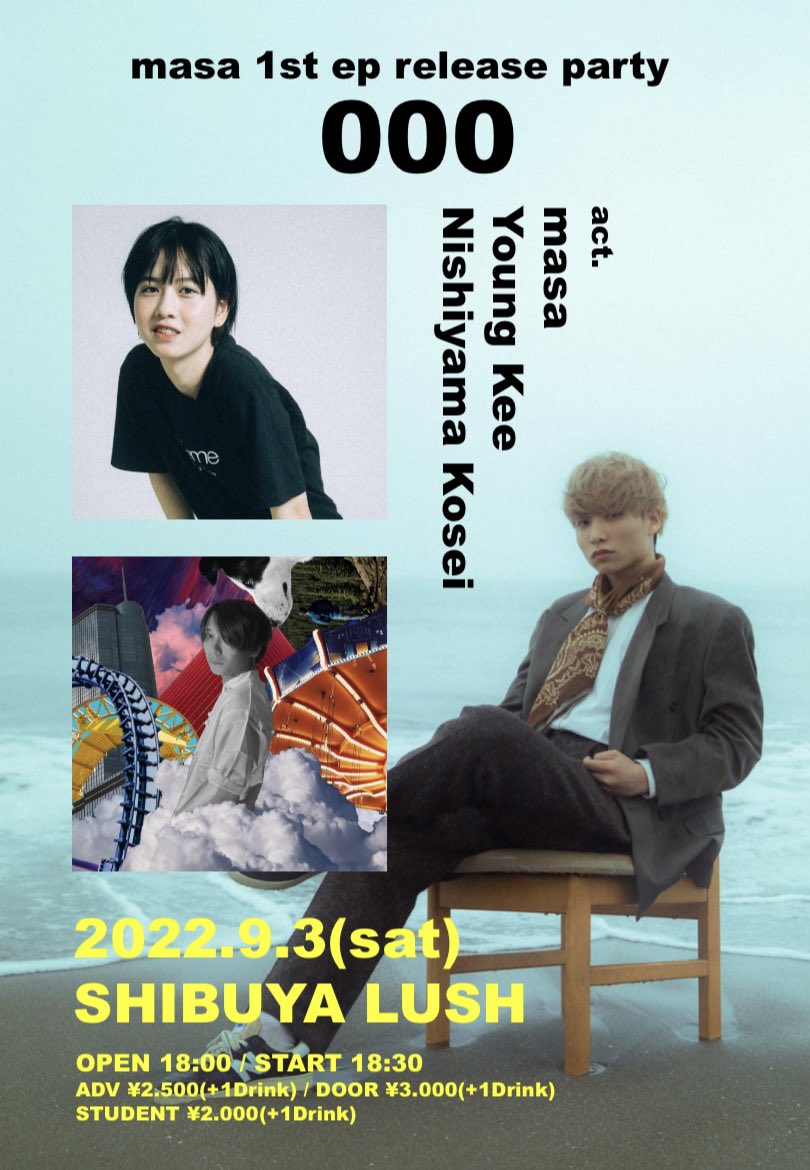 masa 1st ep release party
000
act.
masa
Young Kee
Nishiyama Kosei
me
2022.9.3(sat)
SHIBUYA LUSH
OPEN 18:00 / START 18:30
ADV ¥2.500(+1Drink) / DOOR ¥3.000(+1Drink)
STUDENT ¥2.000(+1Drink)